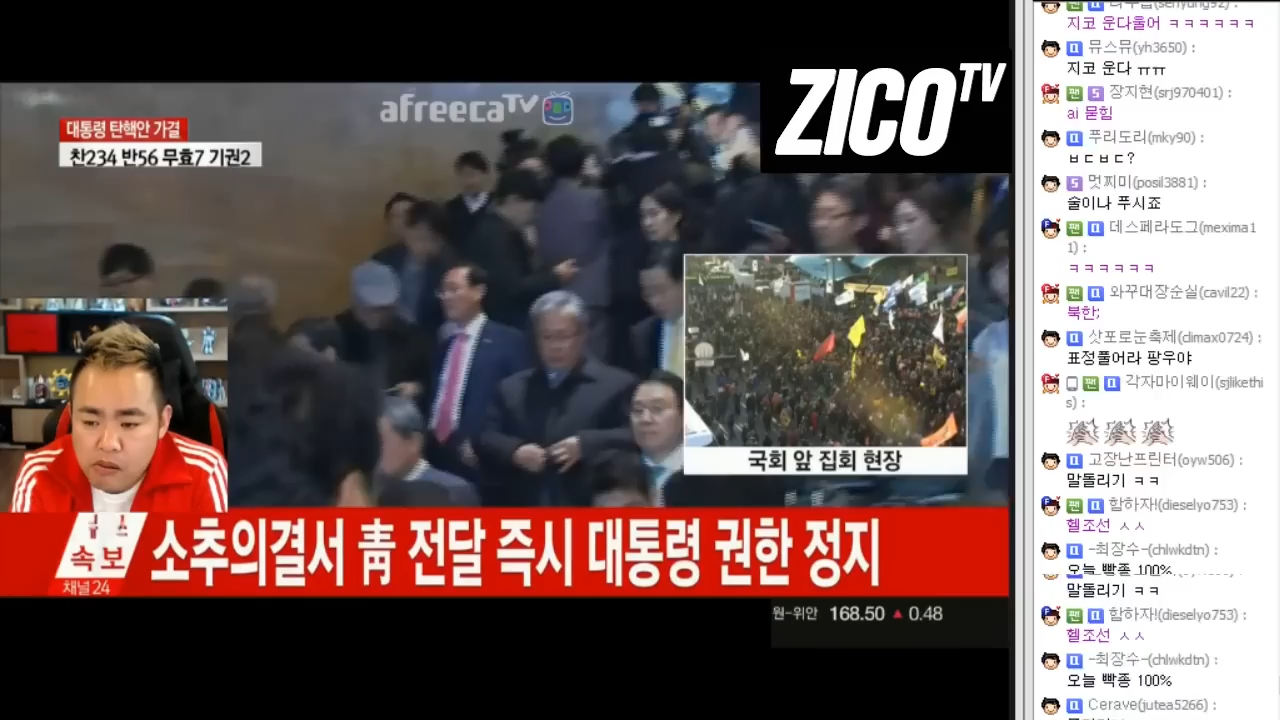 ZICO TV
afreecaTV
대통령 탄핵안 가결
찬234 반56 무효7 기권2
국회 앞 집회 현장
속보
채널24
소추의결서 靑 전달 즉시 대통령 권한 정지
원-위안 168.50 ▲ 0.48
지코 운다울어 ㅋㅋㅋㅋㅋㅋ
뮤스뮤(yh3650) :
지코 운다 ㅠㅠ
장지현(srj970401) :
ai 묻힘
푸리도리(mky90) :
ㅂㄷㅂㄷ?
멋찌미(posil3881) :
술이나 푸시죠
데스페라도그(mexima1
1) :
ㅋㅋㅋㅋㅋㅋ
와꾸대장순실(cavil22) :
북한;
삿포로눈축제(climax0724) :
표정풀어라 팡우야
각자마이웨이(sjlikethi
s) :
고장난프린터(oyw506) :
말돌리기 ㅋㅋ
함하자!(dieselyo753) :
헬조선 ㅅㅅ
-최장수-(chlwkdtn) :
오늘 빡종 100%
말돌리기 ㅋㅋ
함하자!(dieselyo753) :
헬조선 ㅅㅅ
-최장수-(chlwkdtn) :
오늘 빡종 100%
Cerave(jutea5266) :